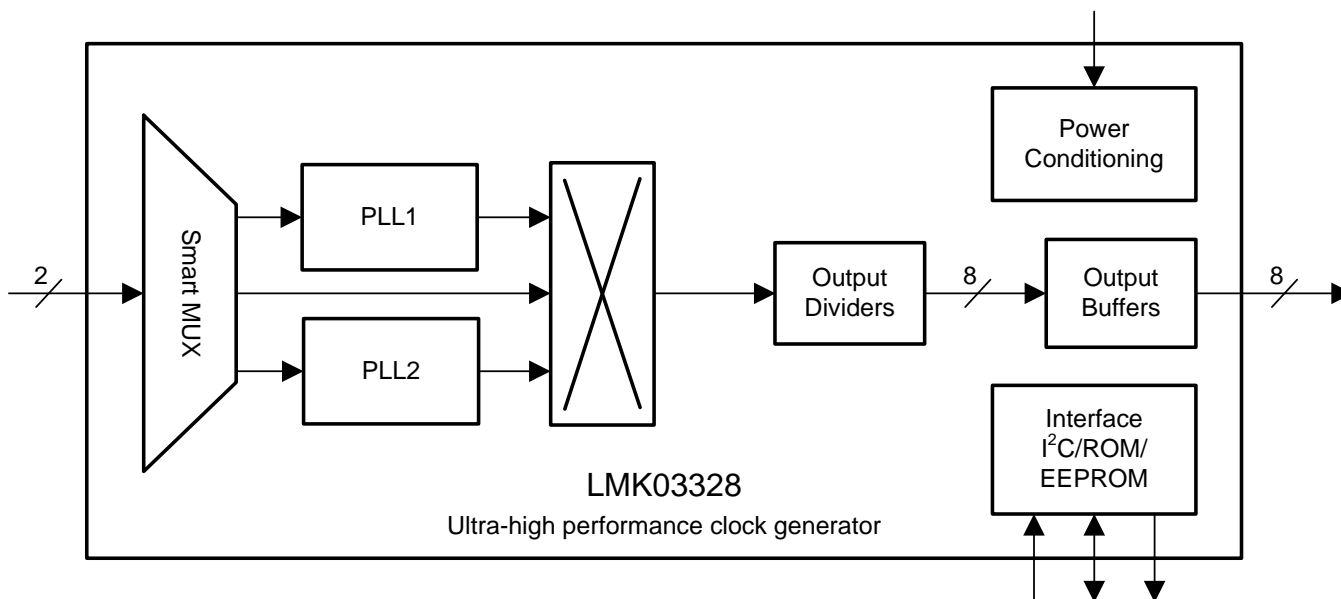 Power
Conditioning
PLL1
Smart MUX
2
Output
Dividers
8
Output
Buffers
8
PLL2
Interface
I²C/ROM/
EEPROM
LMK03328
Ultra-high performance clock generator